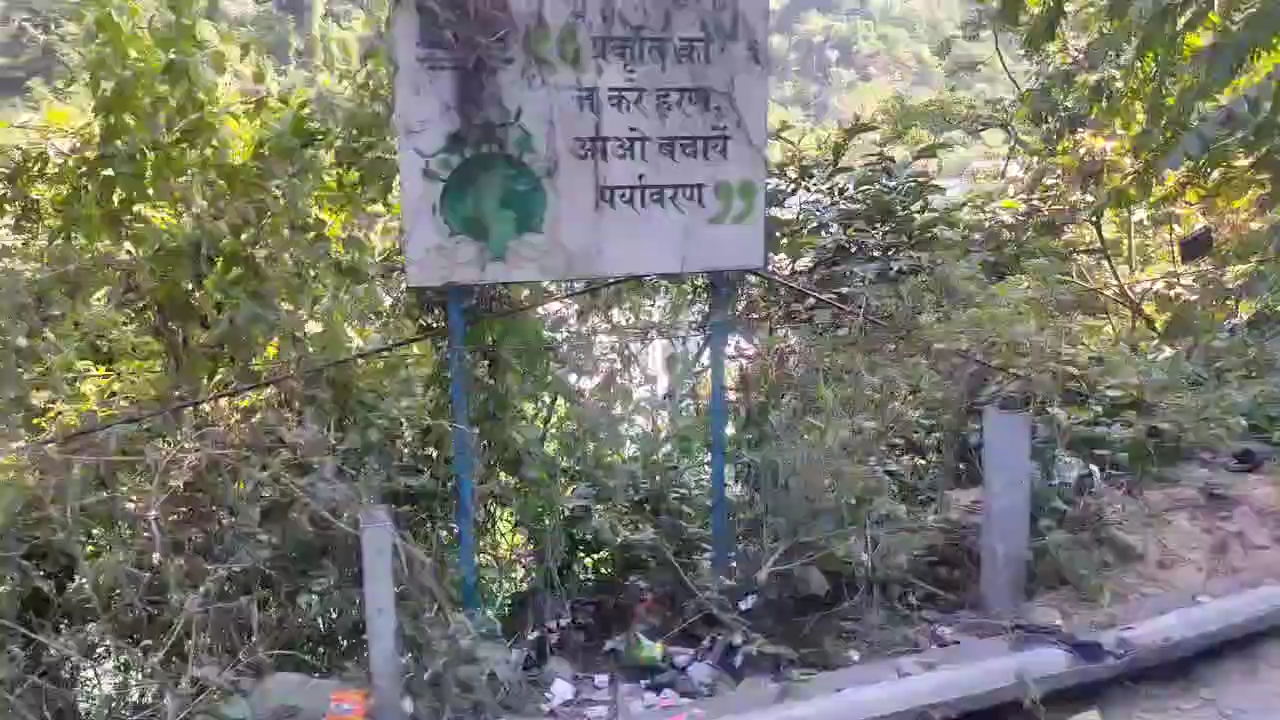 प्रकृति का
न करें हरण,
आओ बचायें
पर्यावरण